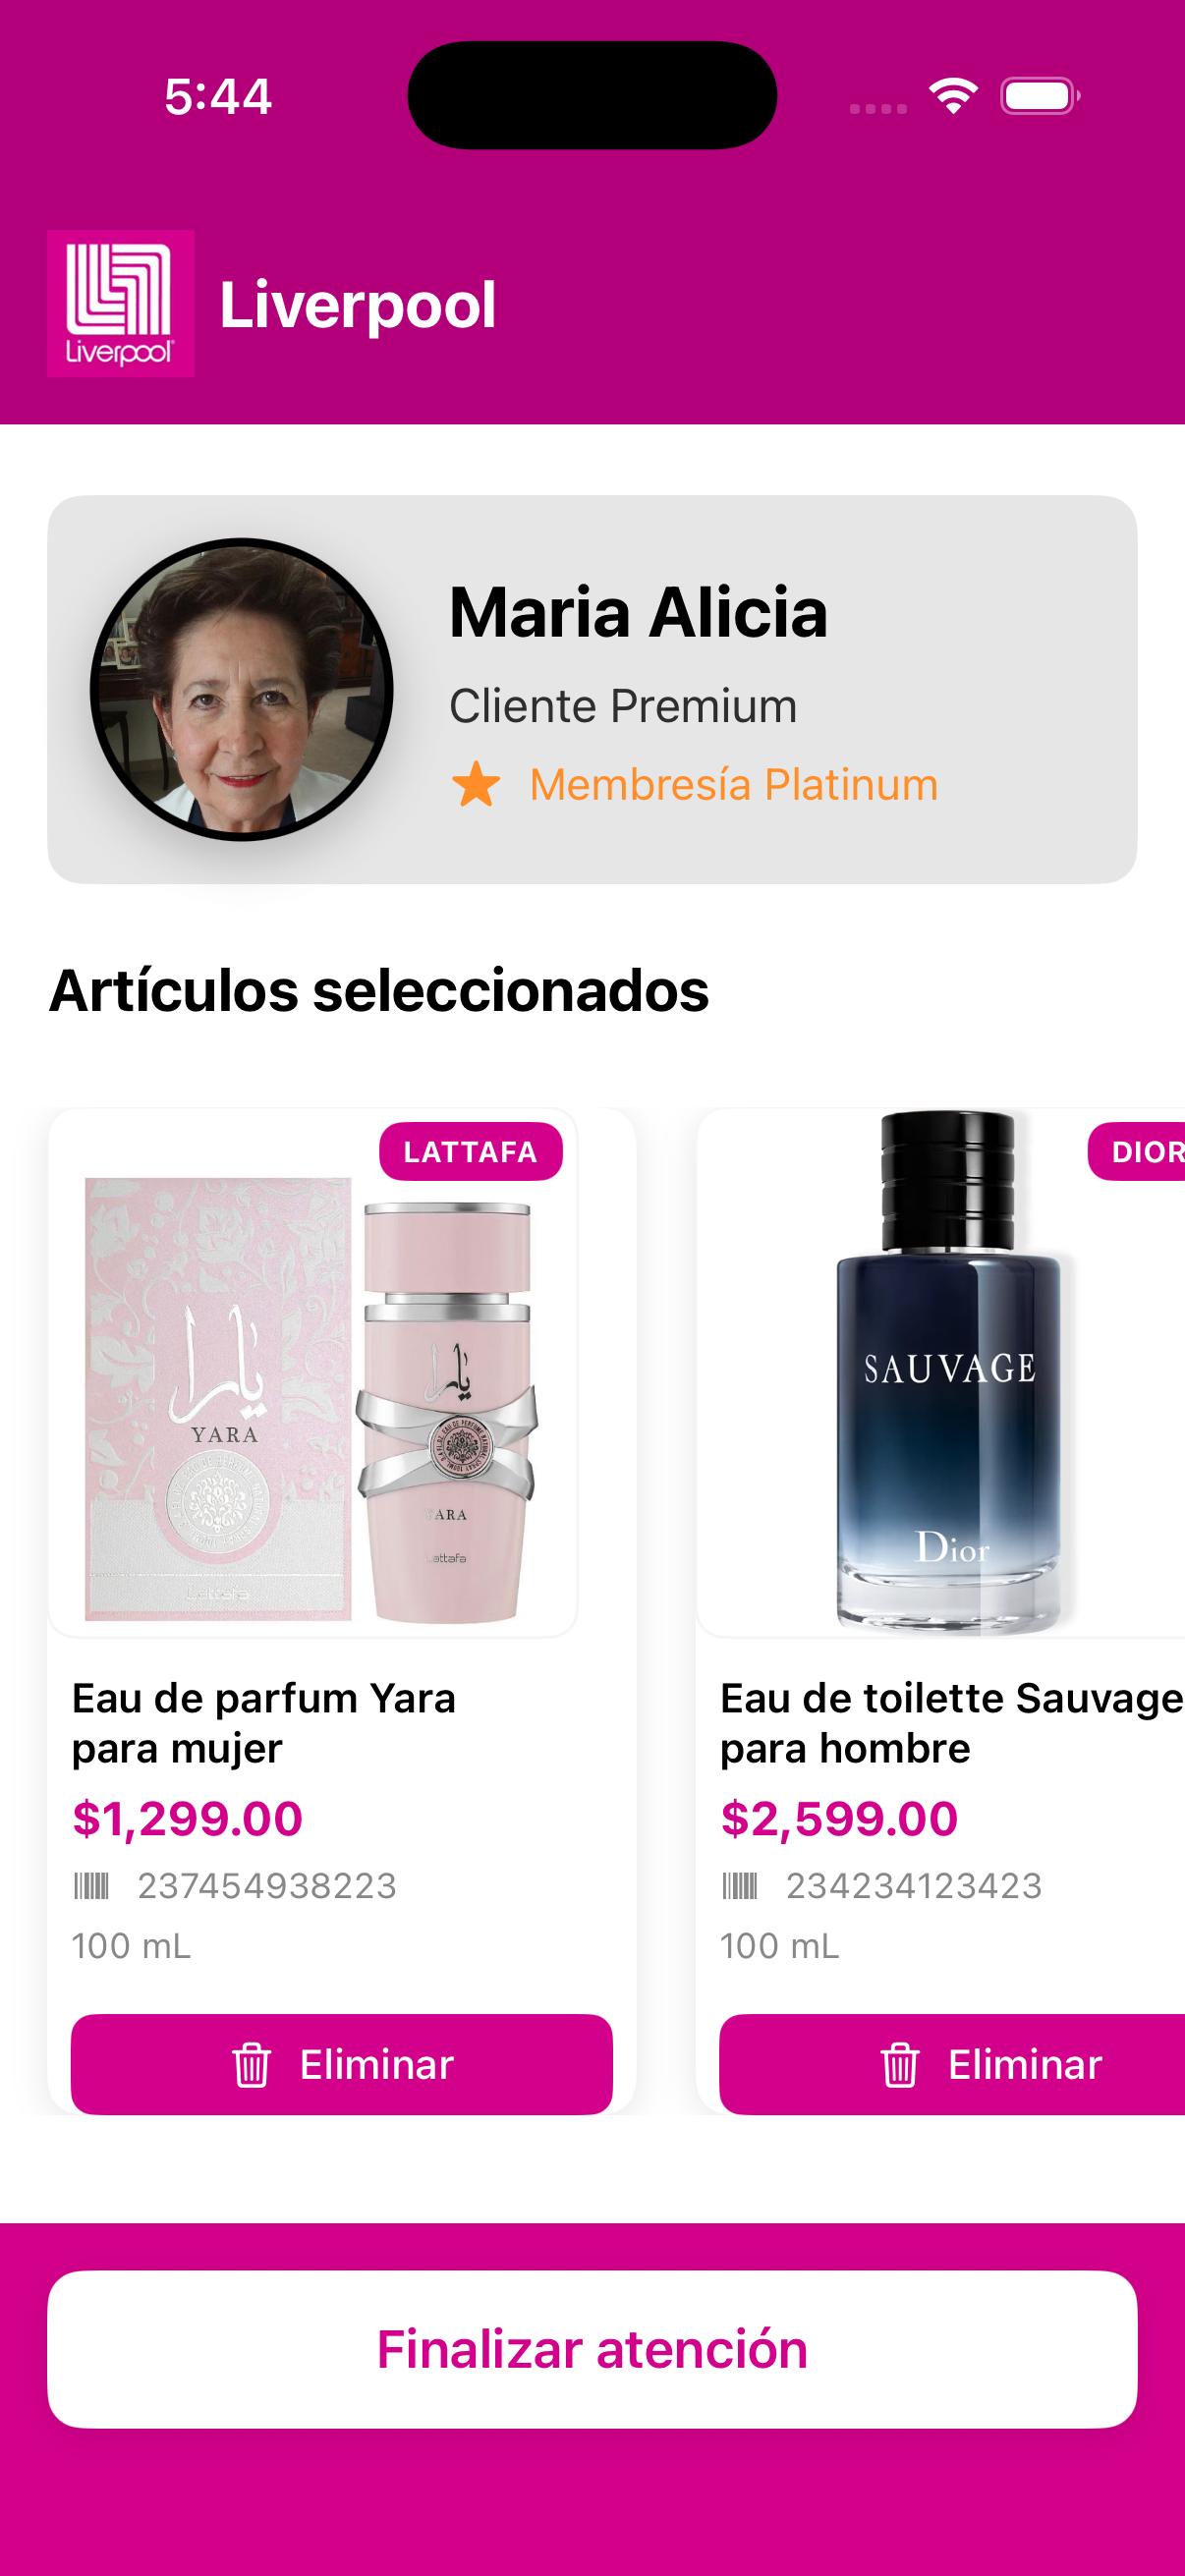 5:44
Liverpool
Liverpool
Maria Alicia
Cliente Premium
Membresía Platinum
Artículos seleccionados
LATTAFA
يارا
YARA
يارا
YARA
Lattafa
Eau de parfum Yara
para mujer
$1,299.00
237454938223
100 mL
Eliminar
DIOR
SAUVAGE
Dior
Eau de toilette Sauvage
para hombre
$2,599.00
234234123423
100 mL
Eliminar
Finalizar atención